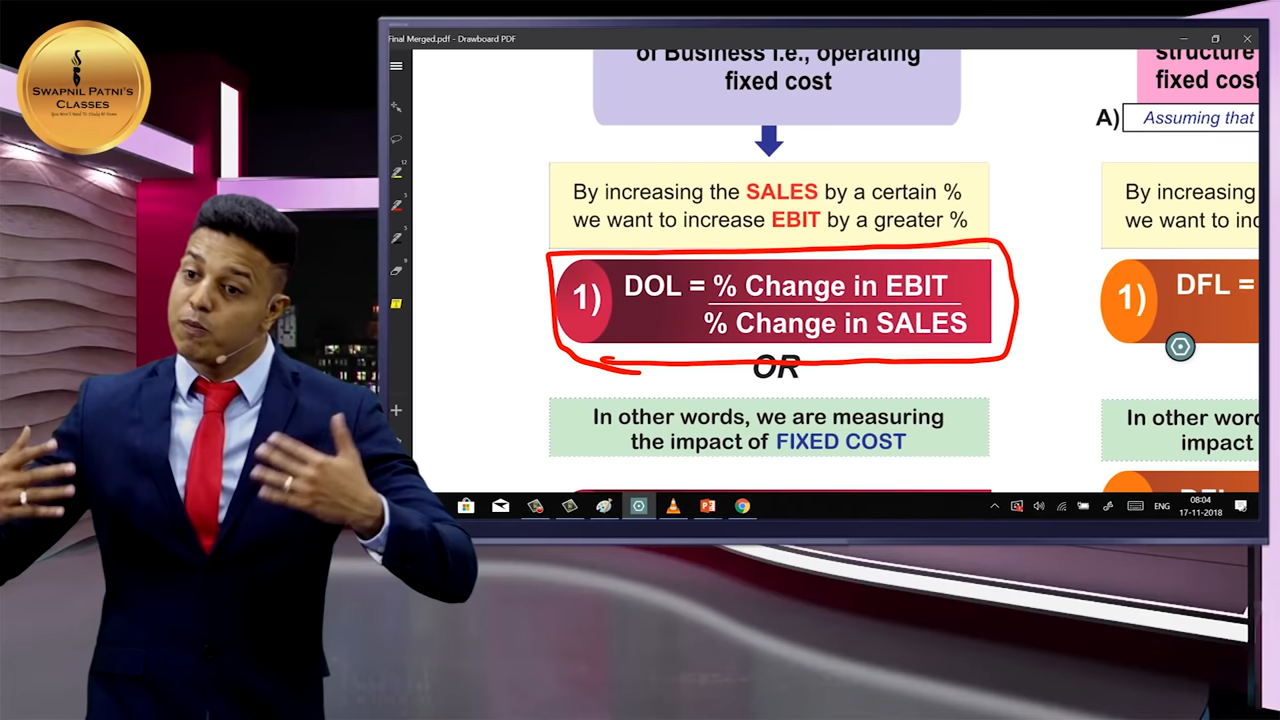 SWAPNIL PATNI'S
CLASSES
Final Merged.pdf - Drawboard PDF
of Business i.e., operating
fixed cost
By increasing the SALES by a certain %
we want to increase EBIT by a greater %
1) DOL = % Change in EBIT
% Change in SALES
OR
In other words, we are measuring
the impact of FIXED COST
structure
fixed cost
A) Assuming that
By increasing
we want to inc
1) DFL =
In other word
impact
ENG
08:04
17-11-2018